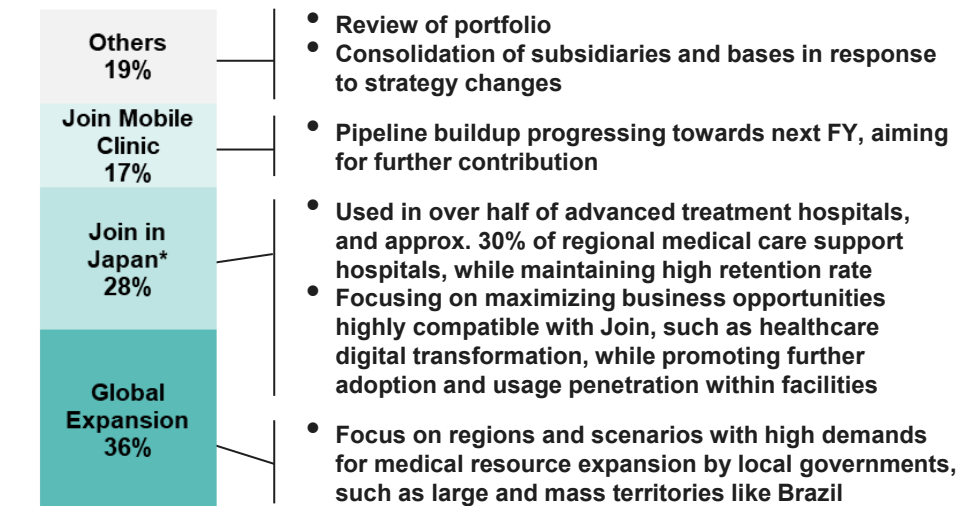 Others
19%
• Review of portfolio
• Consolidation of subsidiaries and bases in response
to strategy changes
Join Mobile
Clinic
17%
• Pipeline buildup progressing towards next FY, aiming
for further contribution
Join in
Japan*
28%
• Used in over half of advanced treatment hospitals,
and approx. 30% of regional medical care support
hospitals, while maintaining high retention rate
• Focusing on maximizing business opportunities
highly compatible with Join, such as healthcare
digital transformation, while promoting further
adoption and usage penetration within facilities
Global
Expansion
36%
• Focus on regions and scenarios with high demands
for medical resource expansion by local governments,
such as large and mass territories like Brazil